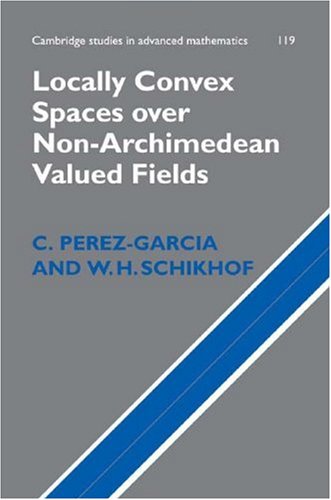 Cambridge studies in advanced mathematics 119
Locally Convex
Spaces over
Non-Archimedean
Valued Fields
C. PEREZ-GARCIA
AND W. H. SCHIKHOF